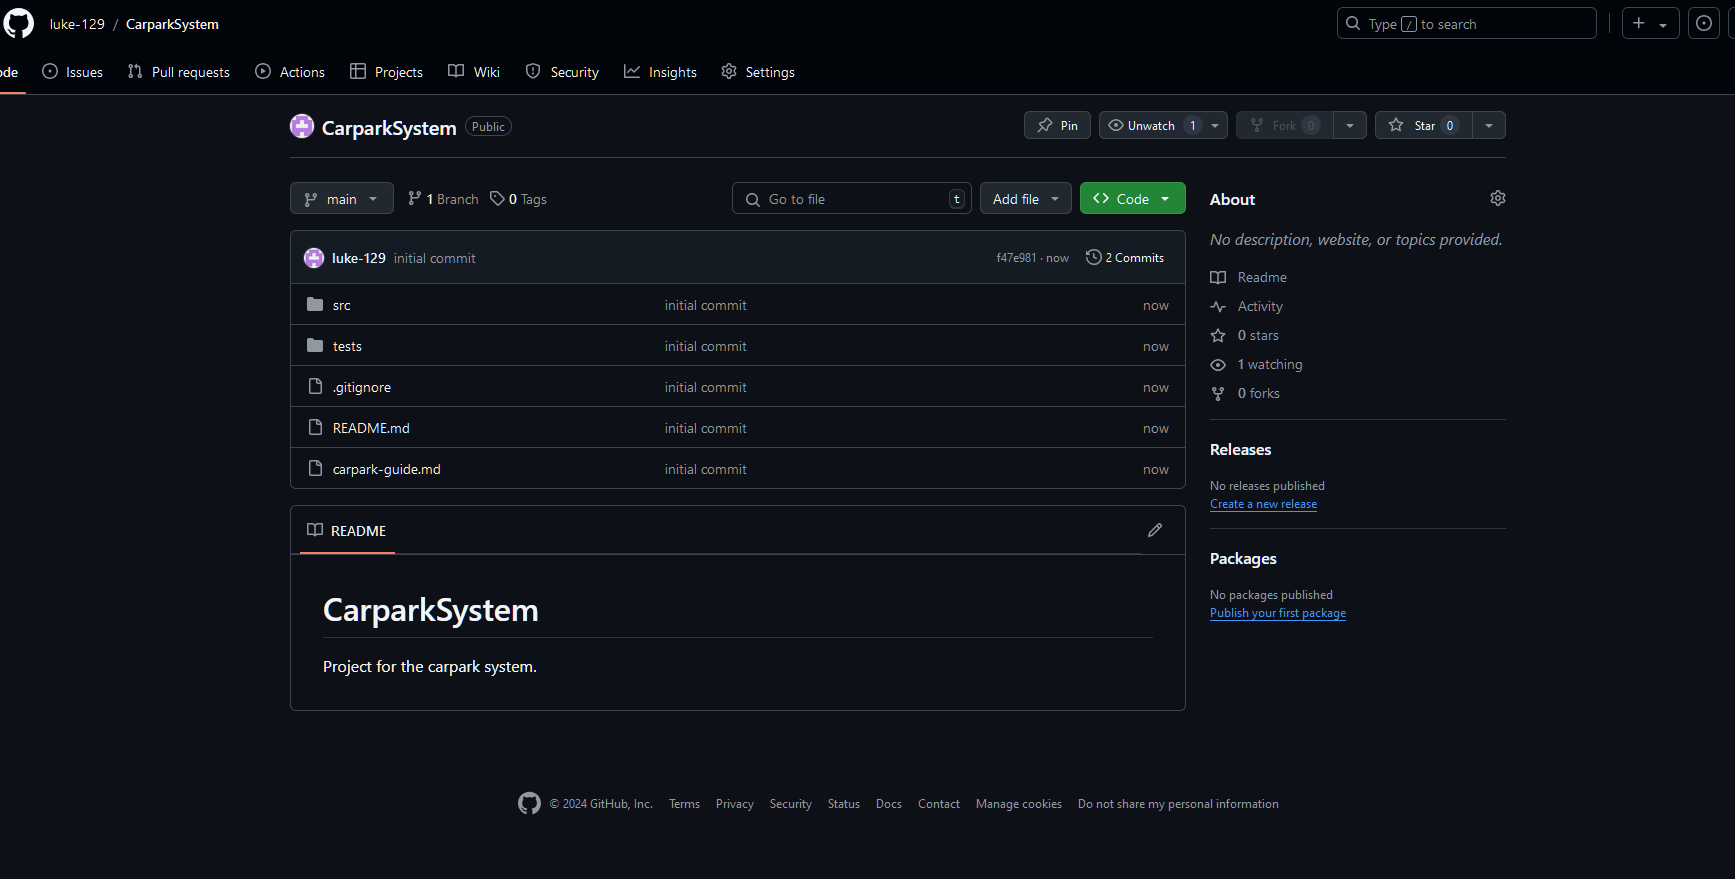 luke-129 / CarparkSystem
Type / to search
ode Issues Pull requests Actions Projects Wiki Security Insights Settings
CarparkSystem Public
Pin Unwatch 1 Fork 0 Star 0
main 1 Branch 0 Tags
Go to file t Add file Code
luke-129 initial commit f47e981 · now 2 Commits
src initial commit now
tests initial commit now
.gitignore initial commit now
README.md initial commit now
carpark-guide.md initial commit now
README
CarparkSystem
Project for the carpark system.
About
No description, website, or topics provided.
Readme
Activity
0 stars
1 watching
0 forks
Releases
No releases published
Create a new release
Packages
No packages published
Publish your first package
© 2024 GitHub, Inc. Terms Privacy Security Status Docs Contact Manage cookies Do not share my personal information